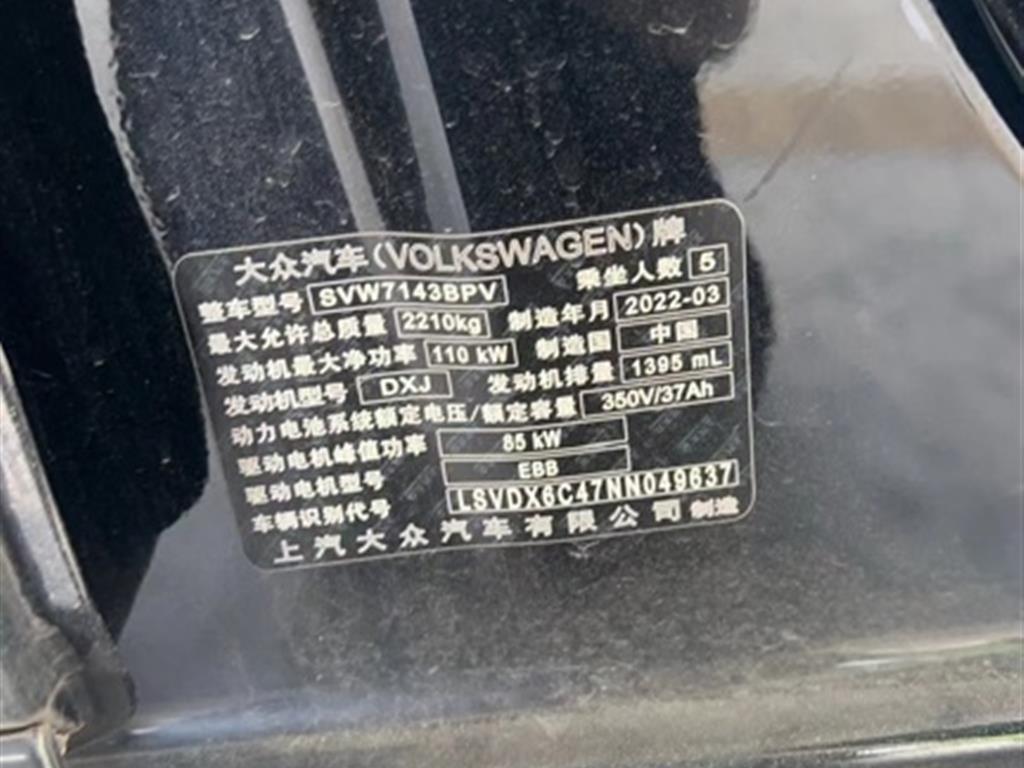 大众汽车(VOLKSWAGEN)牌
整车型号 SVW7143BPV 乘坐人数 5
最大允许总质量 2210kg 制造年月 2022-03
发动机最大净功率 110 kW 制造国 中国
发动机型号 DXJ 发动机排量 1395 mL
动力电池系统额定电压/额定容量 350V/37Ah
驱动电机峰值功率 85 kW
驱动电机型号 EBB
车辆识别代号 LSVDX6C47NN049637
上汽大众汽车有限公司 制造